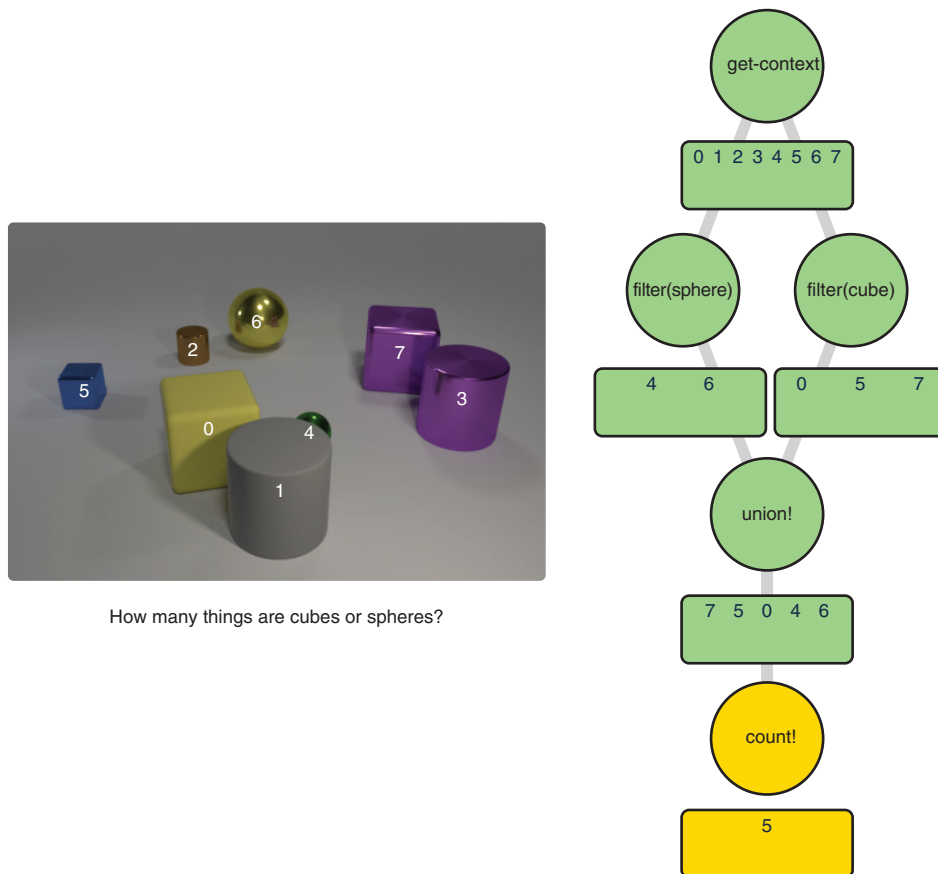 get-context
0 1 2 3 4 5 6 7
filter(sphere) filter(cube)
4 6 0 5 7
union!
7 5 0 4 6
count!
5
6
2
7
5
3
0
4
1
How many things are cubes or spheres?